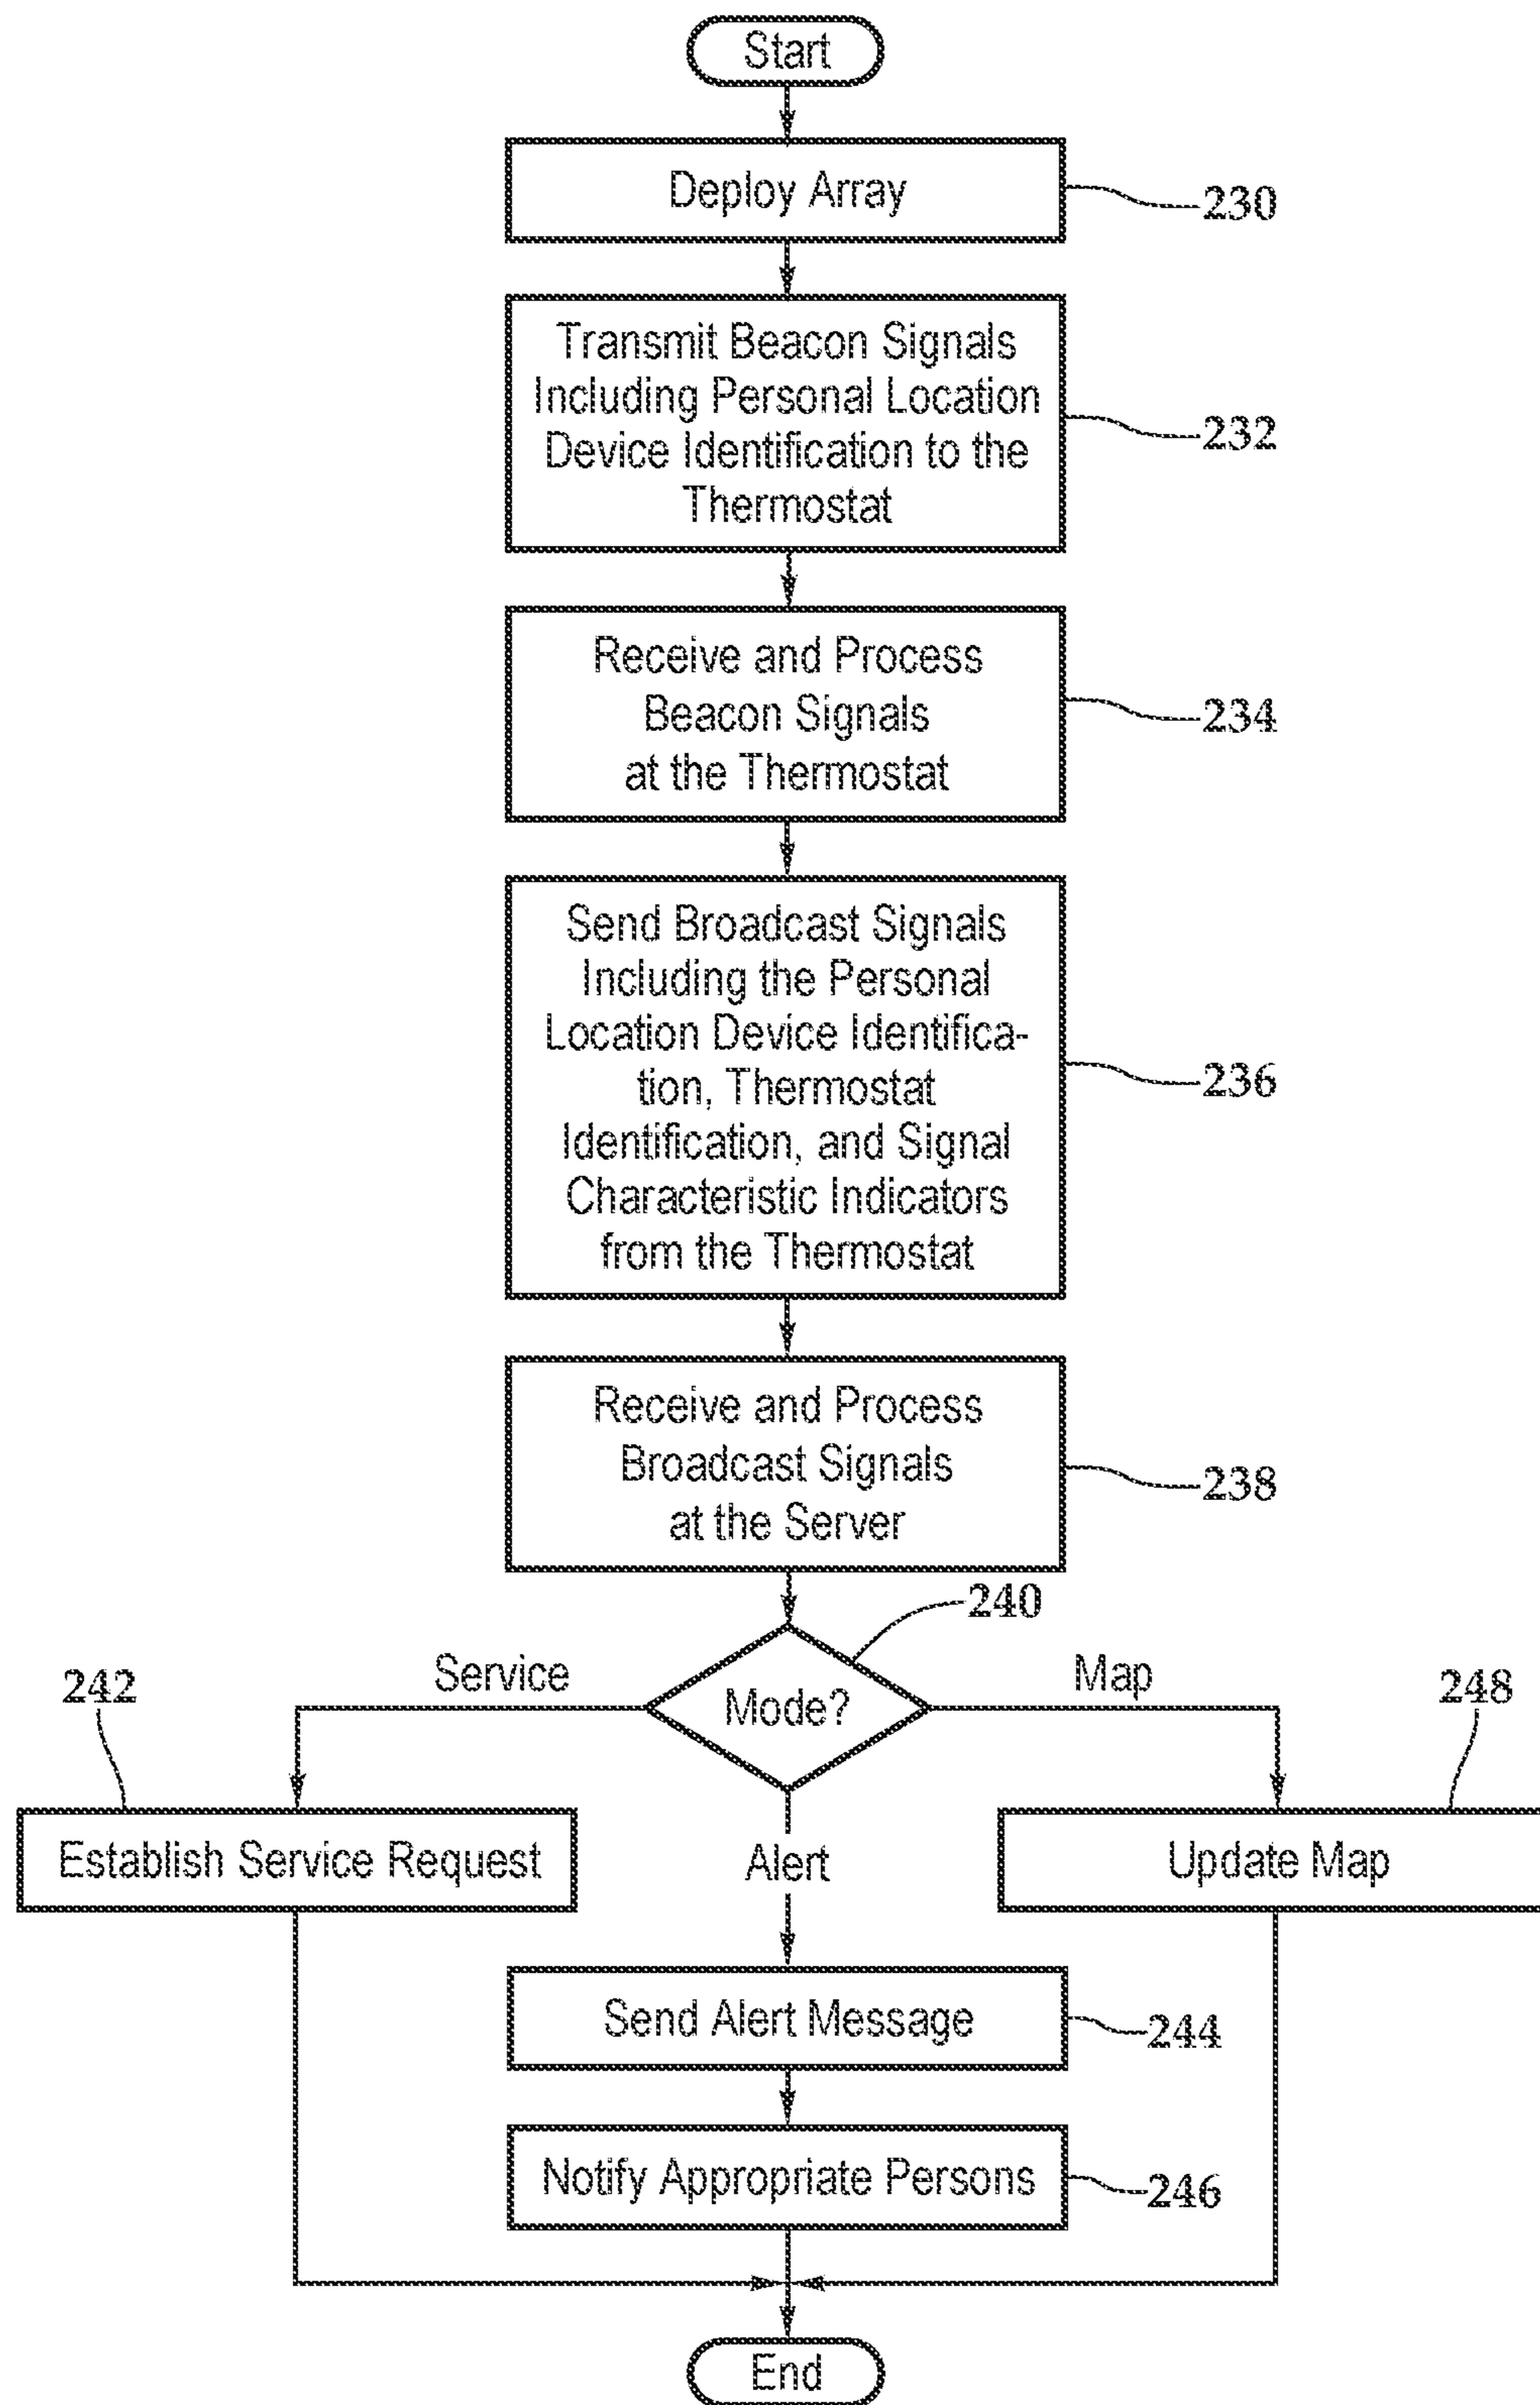 Start
Deploy Array
230
Transmit Beacon Signals
Including Personal Location
Device Identification to the
Thermostat
232
Receive and Process
Beacon Signals
at the Thermostat
234
Send Broadcast Signals
Including the Personal
Location Device Identifica-
tion, Thermostat
Identification, and Signal
Characteristic Indicators
from the Thermostat
236
Receive and Process
Broadcast Signals
at the Server
238
240
Mode?
Service
Map
242
248
Establish Service Request
Alert
Update Map
Send Alert Message
244
Notify Appropriate Persons
246
End